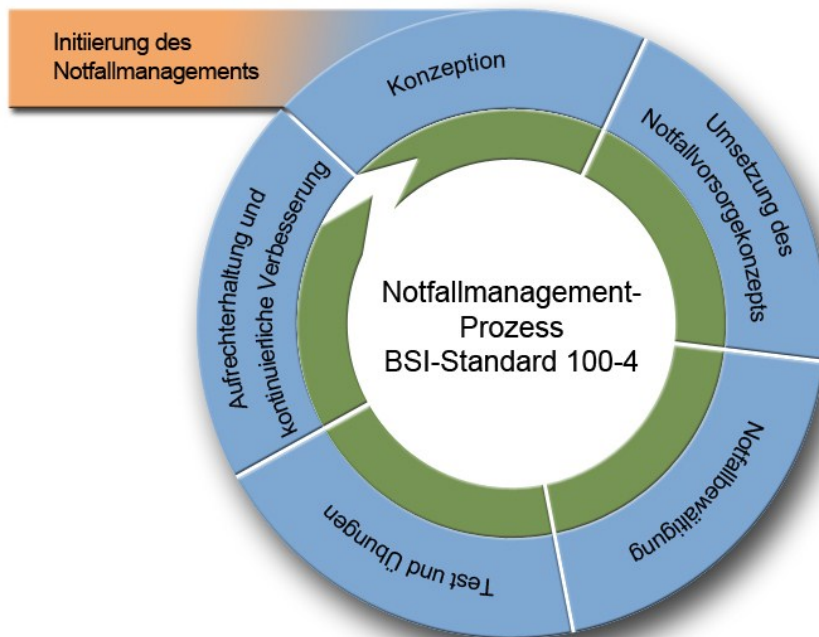 Initiierung des
Notfallmanagements
Konzeption
Umsetzung des
Notfallvorsorgekonzepts
Notfallbewältigung
Test und Übungen
Aufrechterhaltung und
Kontinuierliche Verbesserung
Notfallmanagement-
Prozess
BSI-Standard 100-4